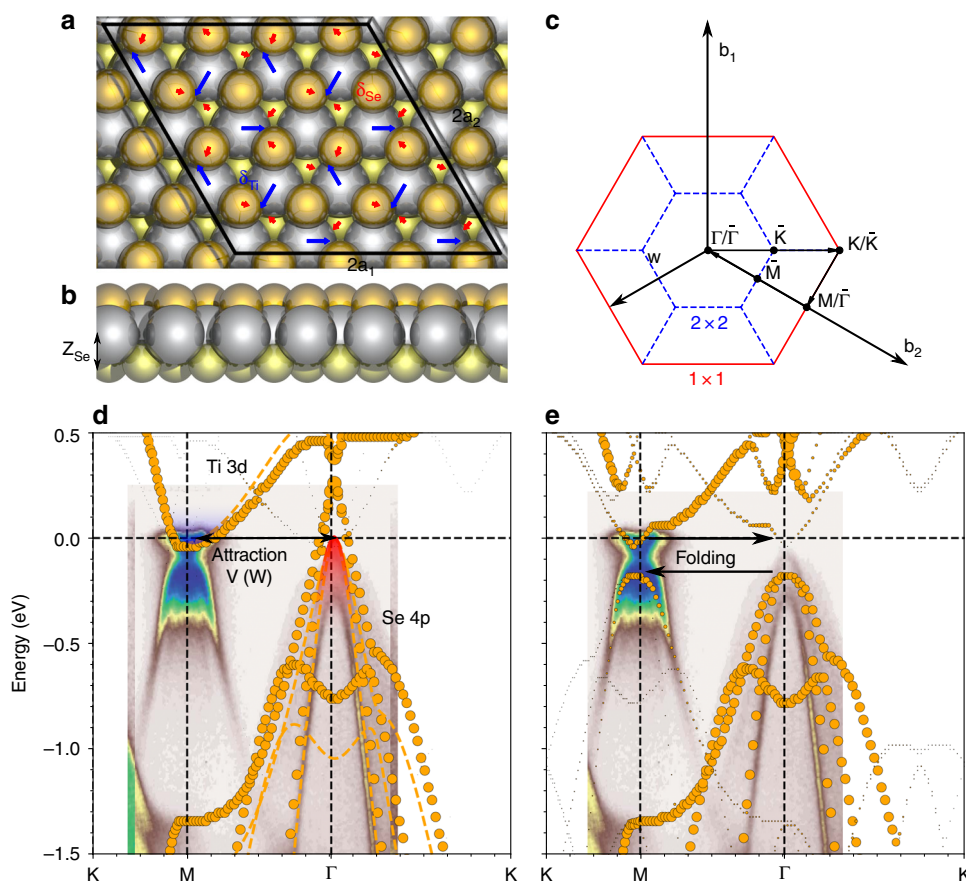 a
δSe
2a2
δTi
2a1
b
ZSe
c
b1
Γ/Γ̄
K̄
K/K̄
w
M̄
M/Γ̄
2×2
b2
1×1
d
0.5
0.0
−0.5
−1.0
−1.5
Energy (eV)
Ti 3d
Attraction
V (W)
Se 4p
K
M
Γ
K
e
Folding
K
M
Γ
K